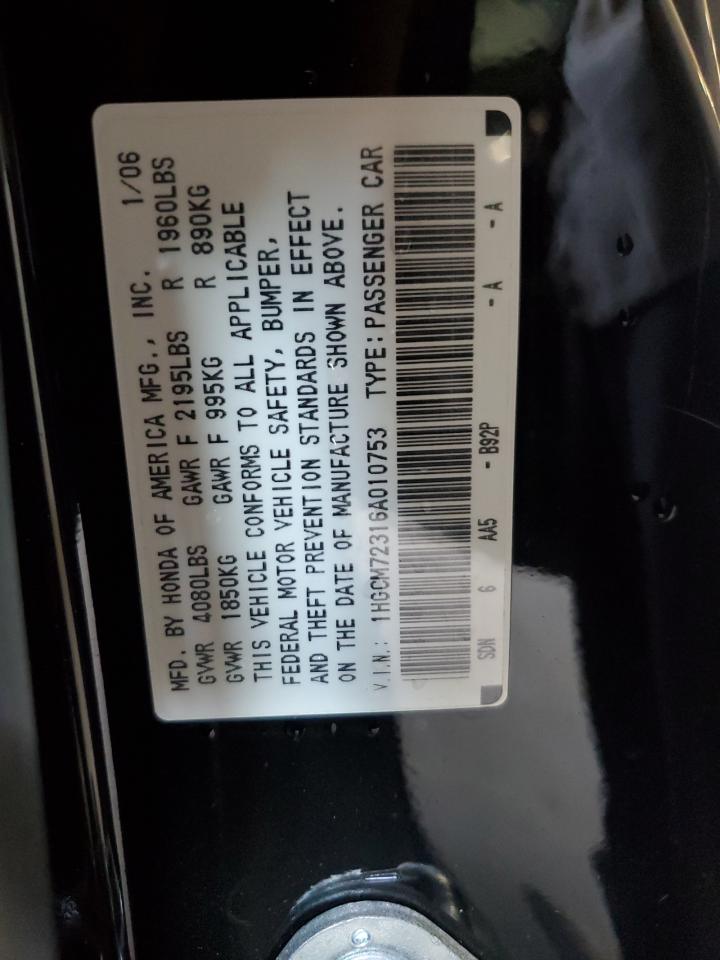 MFD. BY HONDA OF AMERICA MFG., INC. 1/06
GVWR 4080LBS GAWR F 2195LBS R 1960LBS
GVWR 1850KG GAWR F 995KG R 890KG
THIS VEHICLE CONFORMS TO ALL APPLICABLE
FEDERAL MOTOR VEHICLE SAFETY, BUMPER,
AND THEFT PREVENTION STANDARDS IN EFFECT
ON THE DATE OF MANUFACTURE SHOWN ABOVE.
V.I.N.: 1HGCM72316A010753 TYPE:PASSENGER CAR
SDN 6 AA5 - B92P - A - A